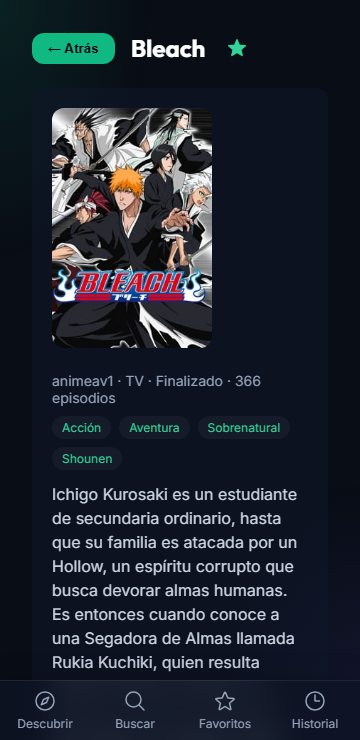 ← Atrás
Bleach
BLEACH
ブリーチ
animeav1 · TV · Finalizado · 366
episodios
Acción
Aventura
Sobrenatural
Shounen
Ichigo Kurosaki es un estudiante
de secundaria ordinario, hasta
que su familia es atacada por un
Hollow, un espíritu corrupto que
busca devorar almas humanas.
Es entonces cuando conoce a
una Segadora de Almas llamada
Rukia Kuchiki, quien resulta
Descubrir
Buscar
Favoritos
Historial